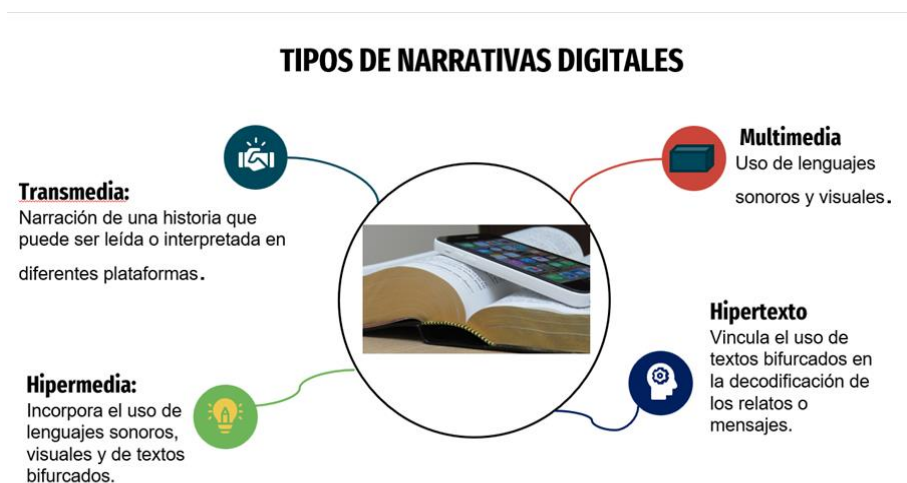 TIPOS DE NARRATIVAS DIGITALES
Transmedia:
Narración de una historia que
puede ser leída o interpretada en
diferentes plataformas.
Multimedia
Uso de lenguajes
sonoros y visuales.
Hipermedia:
Incorpora el uso de
lenguajes sonoros,
visuales y de textos
bifurcados.
Hipertexto
Vincula el uso de
textos bifurcados en
la decodificación de
los relatos o
mensajes.